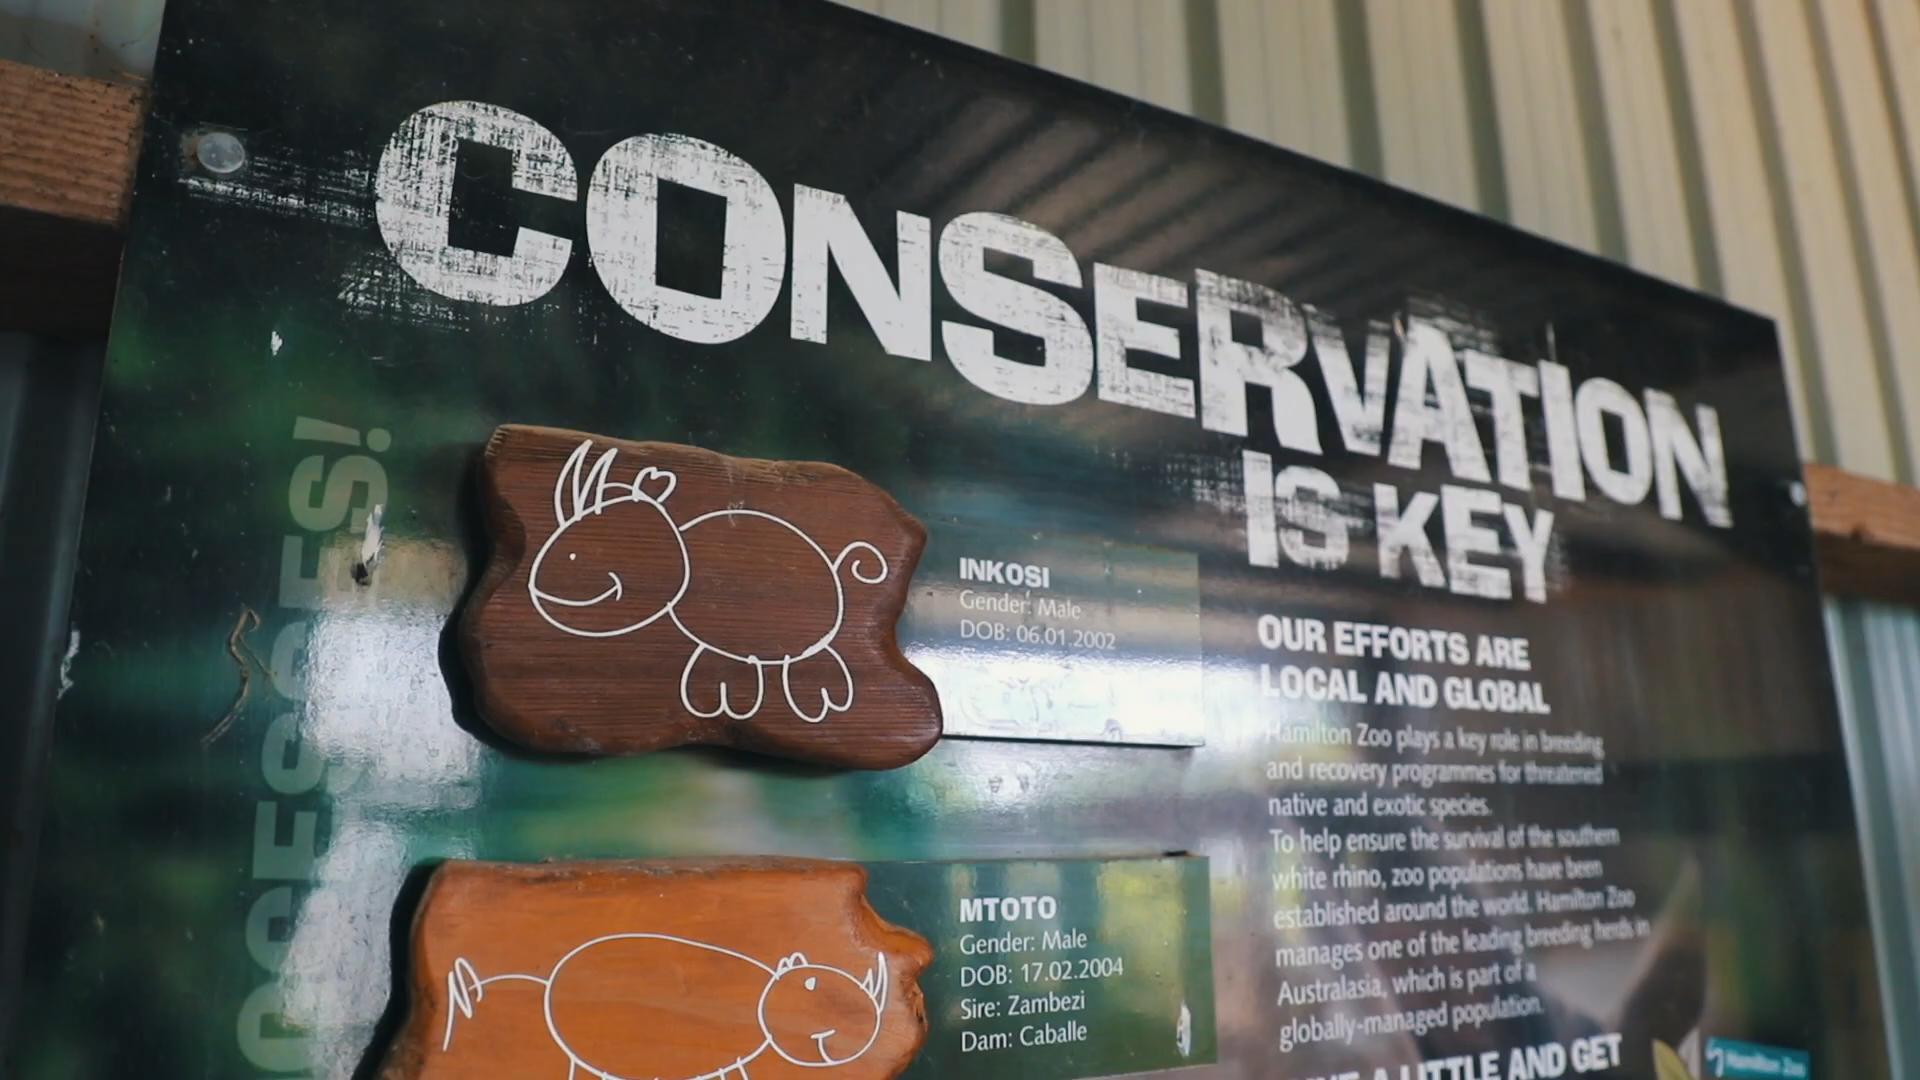 CONSERVATION
IS KEY
INKOSI
Gender: Male
DOB: 06.01.2002
OUR EFFORTS ARE
LOCAL AND GLOBAL
Hamilton Zoo plays a key role in breeding
and recovery programmes for threatened
native and exotic species.
To help ensure the survival of the southern
white rhino, zoo populations have been
established around the world. Hamilton Zoo
manages one of the leading breeding herds in
Australasia, which is part of a
globally-managed population.
MTOTO
Gender: Male
DOB: 17.02.2004
Sire: Zambezi
Dam: Caballe
A LITTLE AND GET
Hamilton Zoo